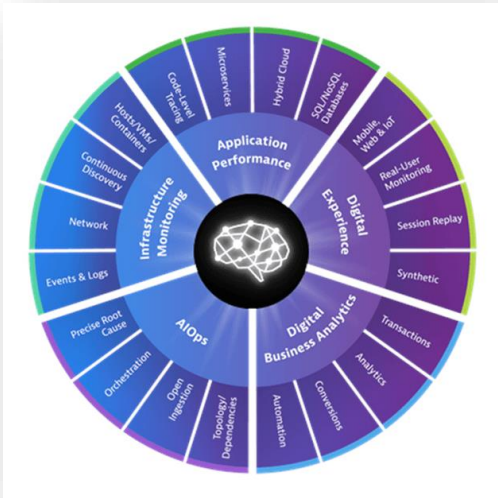 Application
Performance
Code-Level
Tracing
Microservices
Hybrid Cloud
SQL/NoSQL
Databases
Digital
Experience
Mobile,
Web & IoT
Real-User
Monitoring
Session Replay
Synthetic
Digital
Business Analytics
Transactions
Analytics
Conversions
Automation
AIOps
Topology/
Dependencies
Open
Ingestion
Orchestration
Precise Root
Cause
Infrastructure
Monitoring
Events & Logs
Network
Continuous
Discovery
Hosts/VMs/
Containers